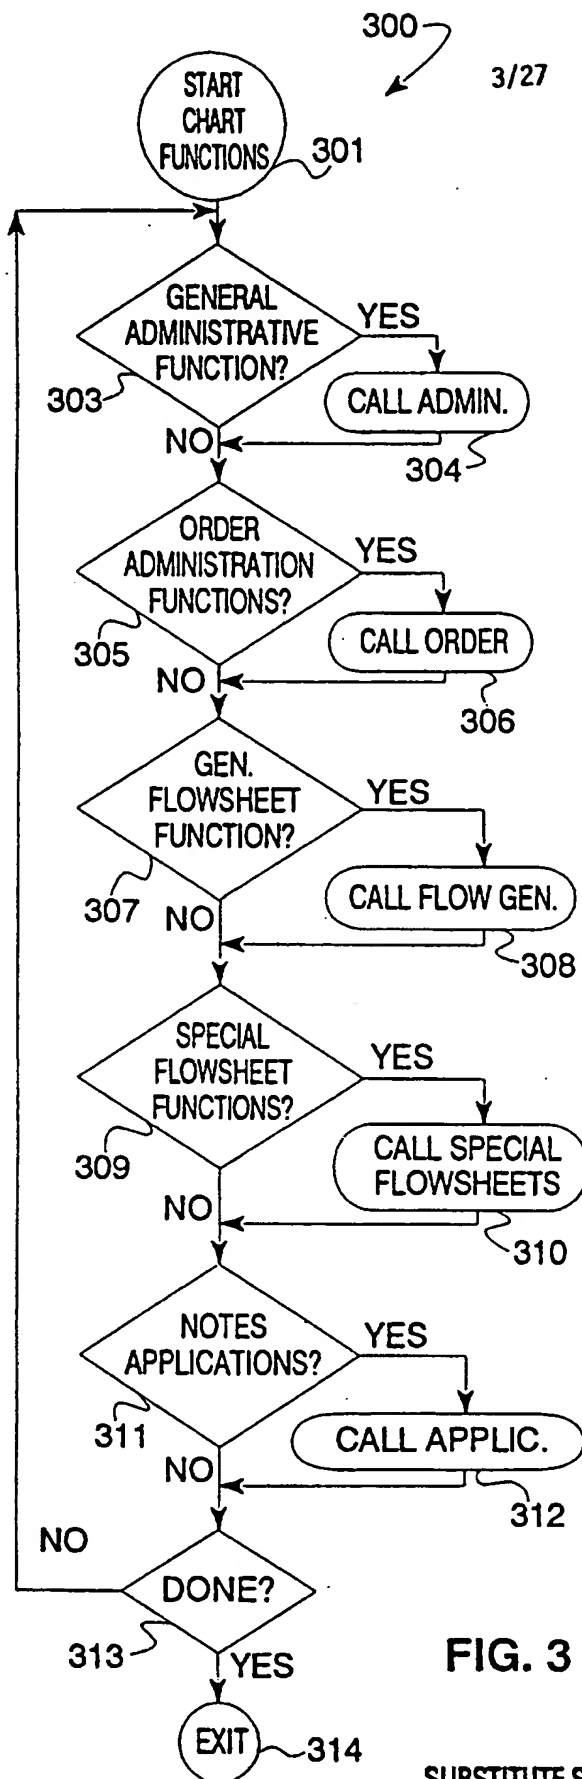 300
3/27
START
CHART
FUNCTIONS
301
GENERAL
ADMINISTRATIVE
FUNCTION?
YES
303
CALL ADMIN.
NO
304
ORDER
ADMINISTRATION
FUNCTIONS?
YES
305
CALL ORDER
NO
306
GEN.
FLOWSHEET
FUNCTION?
YES
307
CALL FLOW GEN.
NO
308
SPECIAL
FLOWSHEET
FUNCTIONS?
YES
309
CALL SPECIAL
FLOWSHEETS
NO
310
NOTES
APPLICATIONS?
YES
311
CALL APPLIC.
NO
312
NO
DONE?
313
YES
FIG. 3
EXIT
314
SUBSTITUTE S